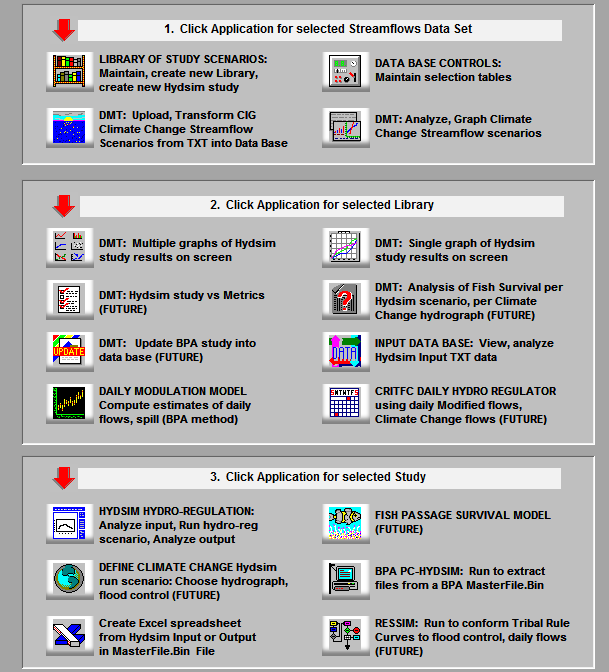 1. Click Application for selected Streamflows Data Set
LIBRARY OF STUDY SCENARIOS:
Maintain, create new Library,
create new Hydsim study
DATA BASE CONTROLS:
Maintain selection tables
DMT: Upload, Transform CIG
Climate Change Streamflow
Scenarios from TXT into Data Base
DMT: Analyze, Graph Climate
Change Streamflow scenarios
2. Click Application for selected Library
DMT: Multiple graphs of Hydsim
study results on screen
DMT: Single graph of Hydsim
study results on screen
DMT: Hydsim study vs Metrics
(FUTURE)
DMT: Analysis of Fish Survival per
Hydsim scenario, per Climate
Change hydrograph (FUTURE)
UPDATE
DMT: Update BPA study into
data base (FUTURE)
DATA
INPUT DATA BASE: View, analyze
Hydsim Input TXT data
DAILY MODULATION MODEL
Compute estimates of daily
flows, spill (BPA method)
SMTWTFS
CRITFC DAILY HYDRO REGULATOR
using daily Modified flows,
Climate Change flows (FUTURE)
3. Click Application for selected Study
HYDSIM HYDRO-REGULATION:
Analyze input, Run hydro-reg
scenario, Analyze output
FISH PASSAGE SURVIVAL MODEL
(FUTURE)
DEFINE CLIMATE CHANGE Hydsim
run scenario: Choose hydrograph,
flood control (FUTURE)
BPA PC-HYDSIM: Run to extract
files from a BPA MasterFile.Bin
Create Excel spreadsheet
from Hydsim Input or Output
in MasterFile.Bin File
RESSIM: Run to conform Tribal Rule
Curves to flood control, daily flows
(FUTURE)